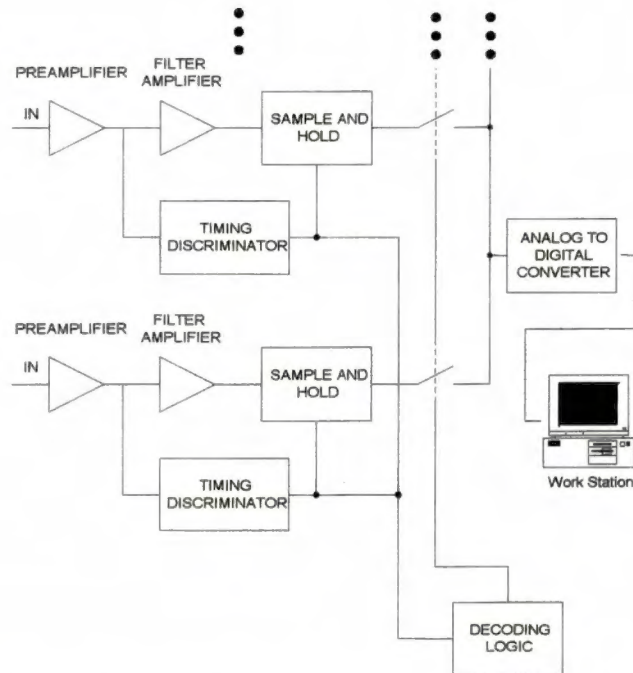 PREAMPLIFIER
FILTER
AMPLIFIER
IN
SAMPLE AND
HOLD
TIMING
DISCRIMINATOR
ANALOG TO
DIGITAL
CONVERTER
PREAMPLIFIER
FILTER
AMPLIFIER
IN
SAMPLE AND
HOLD
TIMING
DISCRIMINATOR
Work Station
DECODING
LOGIC